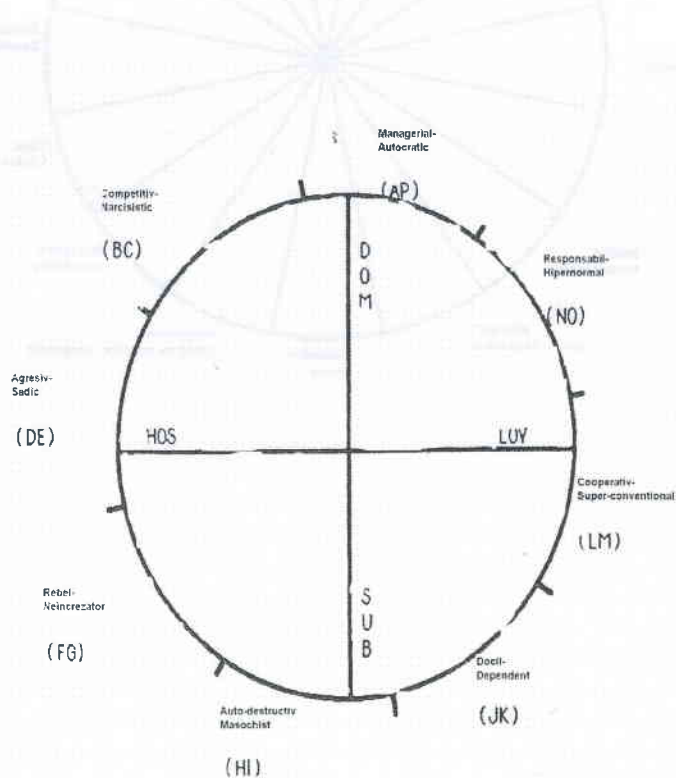 Managerial-
Autocratic
(AP)
Competitiv-
Narcisistic
(BC)
D
O
M
Responsabil-
Hipernormal
(NO)
Agresiv-
Sadic
(DE)
HOS
LUV
Cooperativ-
Super-conventional
(LM)
Rebel-
Neincrezator
(FG)
S
U
B
Docil-
Dependent
(JK)
Auto-destructiv
Masochist
(HI)